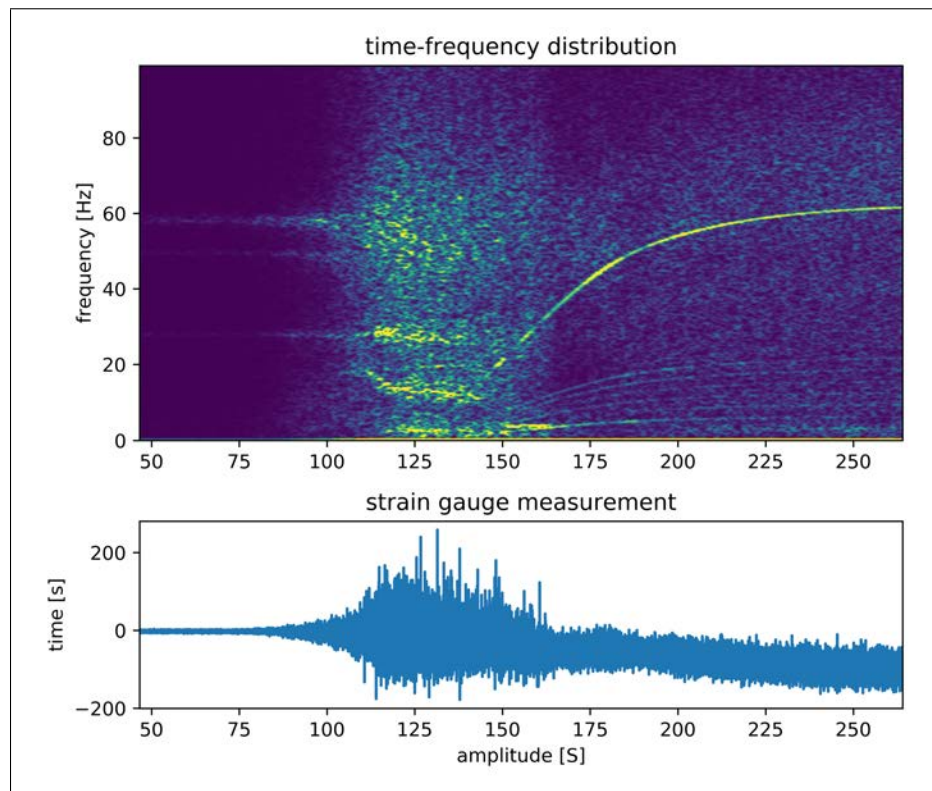 time-frequency distribution
frequency [Hz]
80
60
40
20
0
50 75 100 125 150 175 200 225 250
strain gauge measurement
time [s]
200
0
−200
50 75 100 125 150 175 200 225 250
amplitude [S]